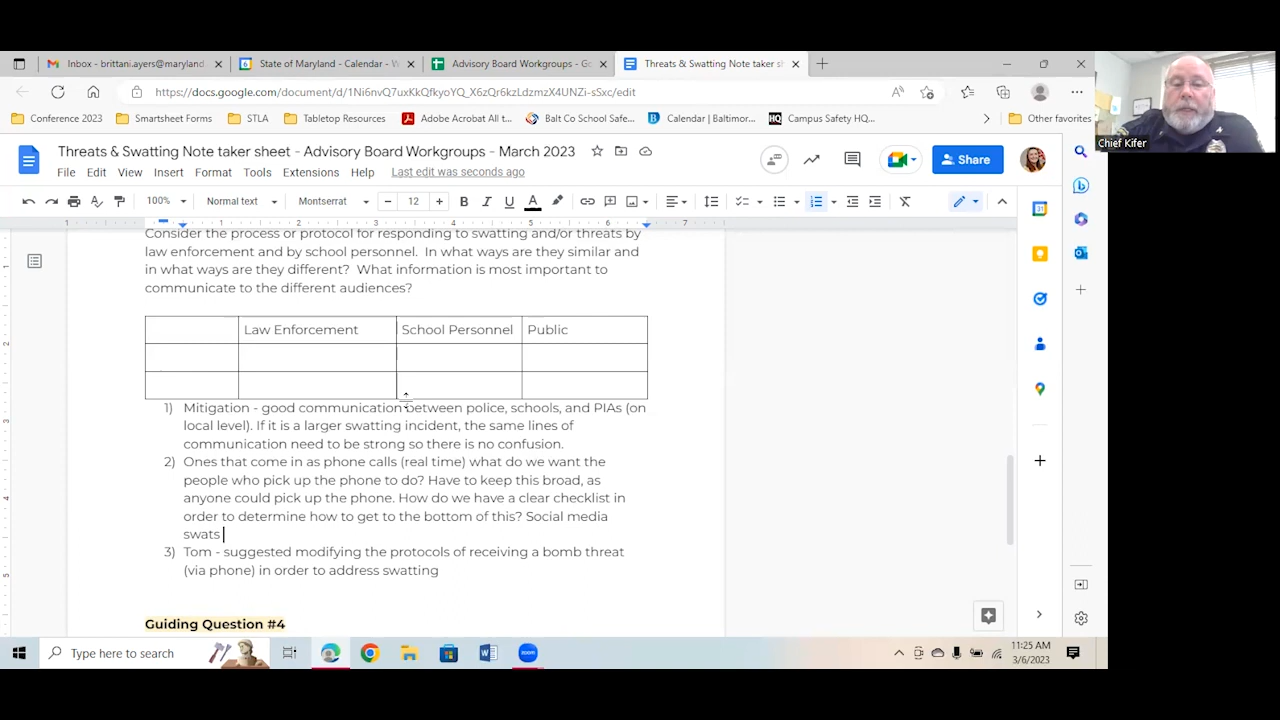 Inbox - brittani.ayers@maryland
State of Maryland - Calendar - W
Advisory Board Workgroups - Go
Threats & Swatting Note taker sh
https://docs.google.com/document/d/1Ni6nvQ7uxKkQfkyoYQ_X6zQr6kzLdzmzX4UNZi-sSxc/edit
Conference 2023
Smartsheet Forms
STLA
Tabletop Resources
Adobe Acrobat All t...
Balt Co School Safe...
Calendar | Baltimor...
HQ
Campus Safety HQ...
Other favorites
Chief Kifer
Threats & Swatting Note taker sheet - Advisory Board Workgroups - March 2023
File Edit View Insert Format Tools Extensions Help Last edit was seconds ago
Share
100% Normal text Montserrat 12 B I U A
1 1 2 3 4 5 6 7
Consider the process or protocol for responding to swatting and/or threats by
law enforcement and by school personnel. In what ways are they similar and
in what ways are they different? What information is most important to
communicate to the different audiences?
Law Enforcement School Personnel Public
1) Mitigation - good communication between police, schools, and PIAs (on
local level). If it is a larger swatting incident, the same lines of
communication need to be strong so there is no confusion.
2) Ones that come in as phone calls (real time) what do we want the
people who pick up the phone to do? Have to keep this broad, as
anyone could pick up the phone. How do we have a clear checklist in
order to determine how to get to the bottom of this? Social media
swats
3) Tom - suggested modifying the protocols of receiving a bomb threat
(via phone) in order to address swatting
Guiding Question #4
Type here to search
zoom
11:25 AM
3/6/2023